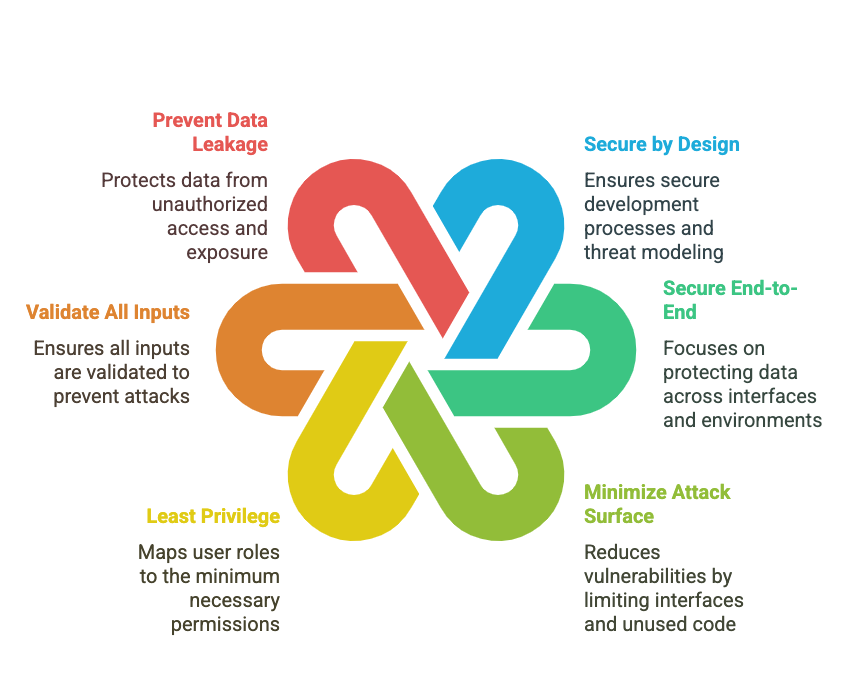 Prevent Data
Leakage
Protects data from
unauthorized
access and
exposure
Secure by Design
Ensures secure
development
processes and
threat modeling
Validate All Inputs
Ensures all inputs
are validated to
prevent attacks
Secure End-to-
End
Focuses on
protecting data
across interfaces
and environments
Least Privilege
Maps user roles
to the minimum
necessary
permissions
Minimize Attack
Surface
Reduces
vulnerabilities by
limiting interfaces
and unused code